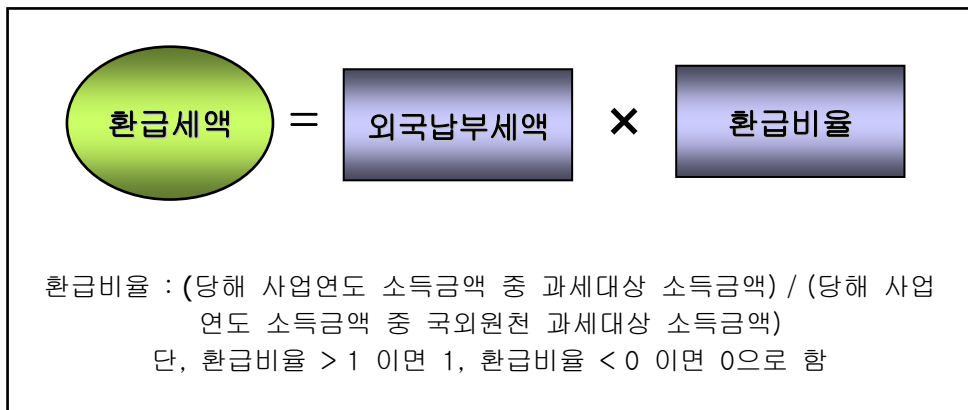 환급세액 = 외국납부세액 × 환급비율
환급비율 : (당해 사업연도 소득금액 중 과세대상 소득금액) / (당해 사업
연도 소득금액 중 국외원천 과세대상 소득금액)
단, 환급비율 > 1 이면 1, 환급비율 < 0 이면 0으로 함